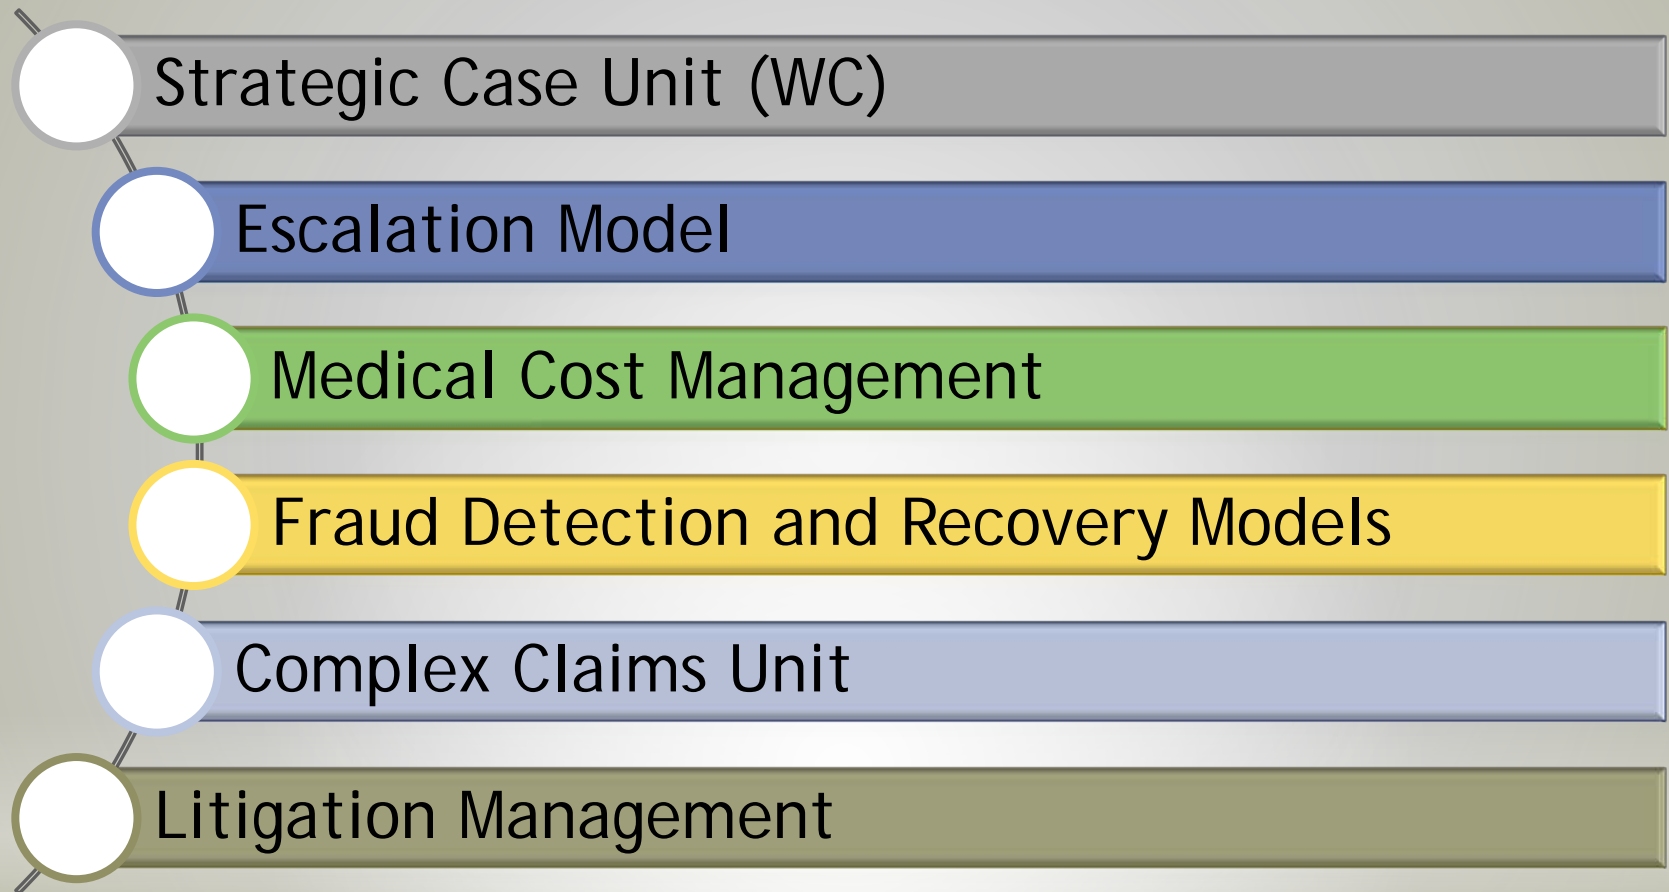 Strategic Case Unit (WC)
Escalation Model
Medical Cost Management
Fraud Detection and Recovery Models
Complex Claims Unit
Litigation Management